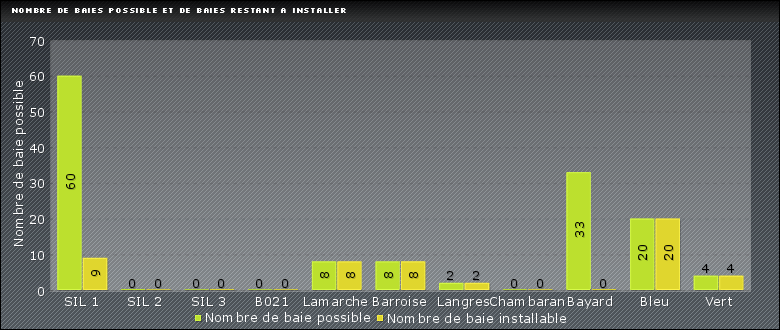 NOMBRE DE BAIES POSSIBLE ET DE BAIES RESTANT A INSTALLER
Nombre de baie possible
70
60
50
40
30
20
10
0
60 9 0 0 0 0 0 0 8 8 8 8 2 2 0 0 33 0 20 20 4 4
SIL 1 SIL 2 SIL 3 B021 Lamarche Barroise Langres Chambaran Bayard Bleu Vert
Nombre de baie possible Nombre de baie installable